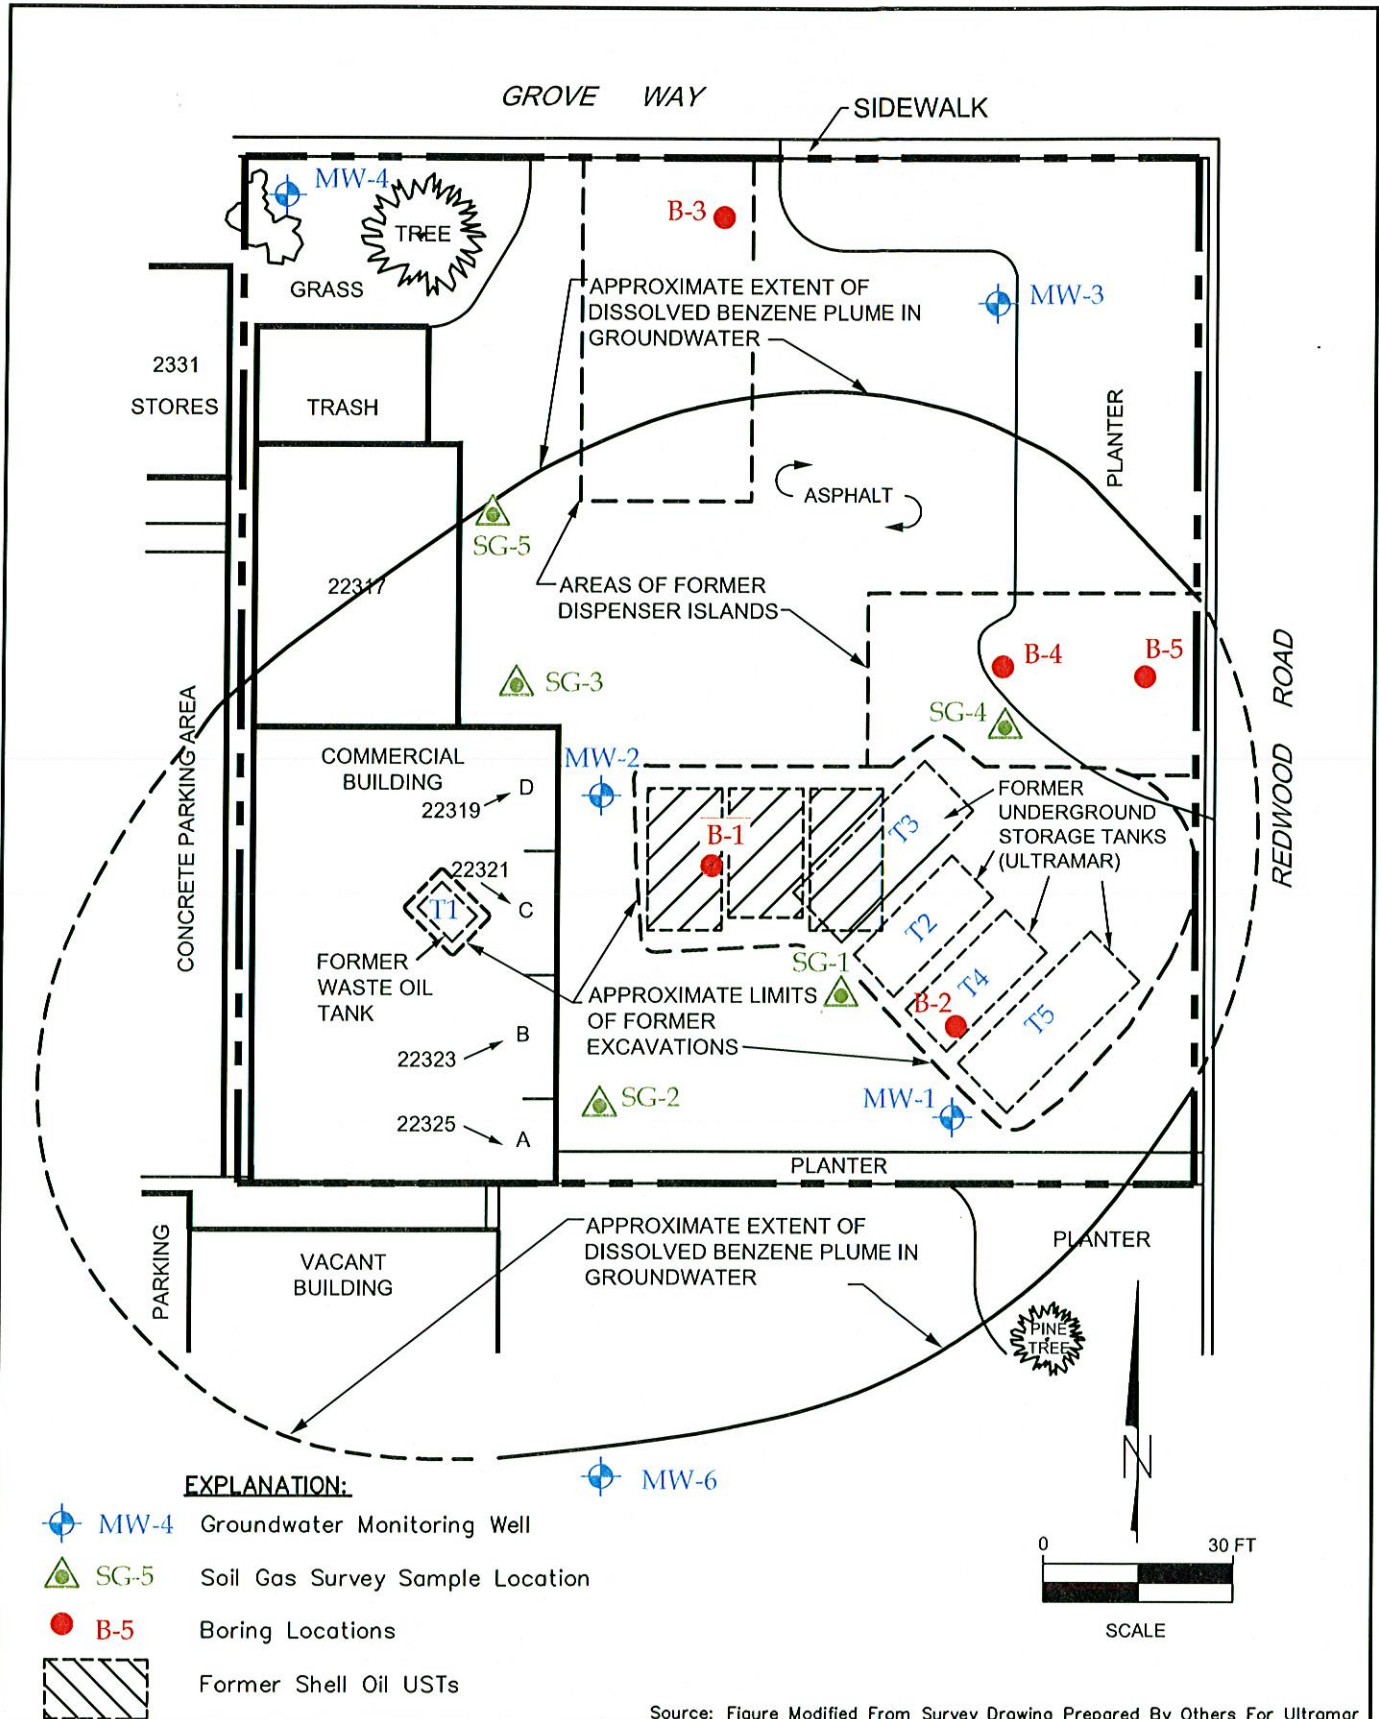 GROVE WAY
SIDEWALK
MW-4
TREE
B-3
GRASS
APPROXIMATE EXTENT OF
DISSOLVED BENZENE PLUME IN
GROUNDWATER
MW-3
2331
STORES
TRASH
PLANTER
ASPHALT
SG-5
22317
AREAS OF FORMER
DISPENSER ISLANDS
B-4
B-5
SG-3
SG-4
REDWOOD ROAD
CONCRETE PARKING AREA
COMMERCIAL
BUILDING
D
22319
MW-2
FORMER
UNDERGROUND
STORAGE TANKS
(ULTRAMAR)
B-1
T3
22321
C
T1
T2
FORMER
WASTE OIL
TANK
SG-1
APPROXIMATE LIMITS
OF FORMER
EXCAVATIONS
T4
B-2
T5
B
22323
SG-2
MW-1
22325
A
PLANTER
PARKING
VACANT
BUILDING
APPROXIMATE EXTENT OF
DISSOLVED BENZENE PLUME IN
GROUNDWATER
PLANTER
PINE
TREE
N
MW-6
EXPLANATION:
MW-4 Groundwater Monitoring Well
SG-5 Soil Gas Survey Sample Location
B-5 Boring Locations
Former Shell Oil USTs
0 30 FT
SCALE
Source: Figure Modified From Survey Drawing Prepared By Others For Ultramar